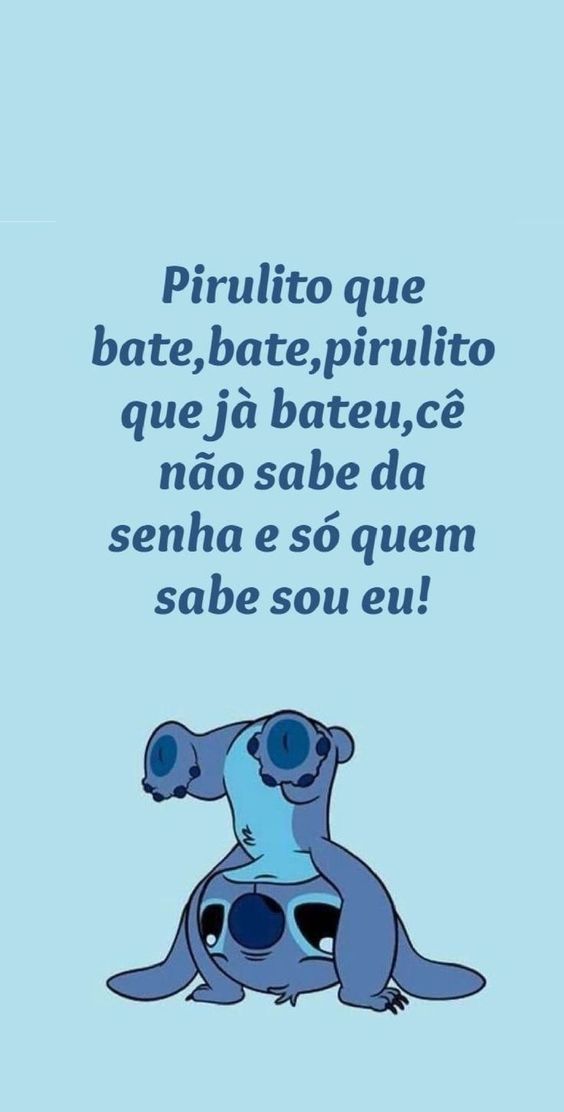 Pirulito que
bate,bate,pirulito
que jà bateu,cê
não sabe da
senha e só quem
sabe sou eu!